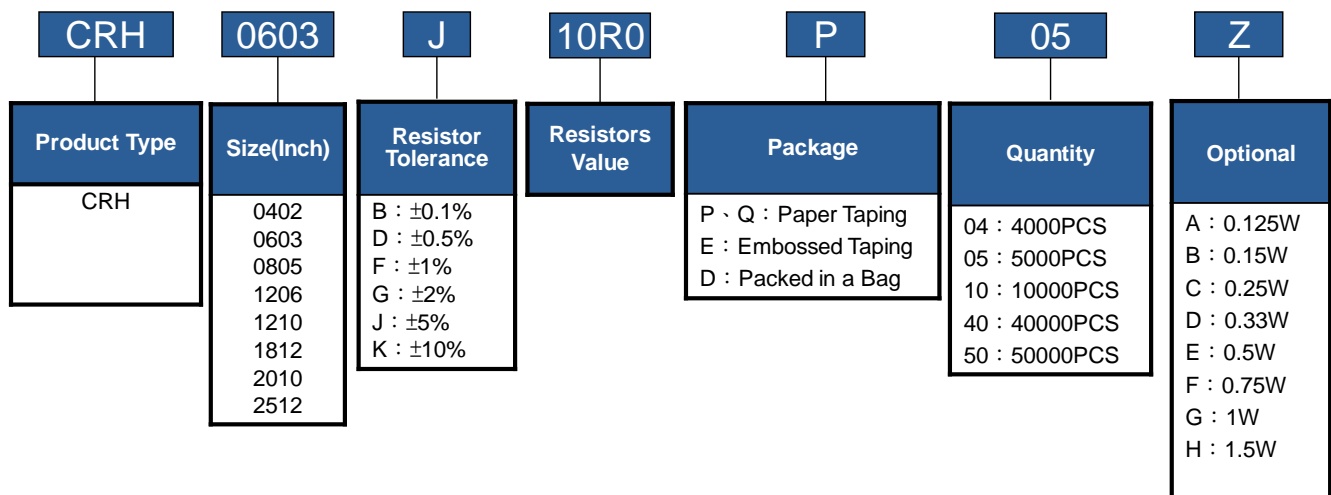 CRH 0603 J 10R0 P 05 Z
Product Type
CRH
Size(Inch)
0402
0603
0805
1206
1210
1812
2010
2512
Resistor
Tolerance
B：±0.1%
D：±0.5%
F：±1%
G：±2%
J：±5%
K：±10%
Resistors
Value
Package
P、Q：Paper Taping
E：Embossed Taping
D：Packed in a Bag
Quantity
04：4000PCS
05：5000PCS
10：10000PCS
40：40000PCS
50：50000PCS
Optional
A：0.125W
B：0.15W
C：0.25W
D：0.33W
E：0.5W
F：0.75W
G：1W
H：1.5W